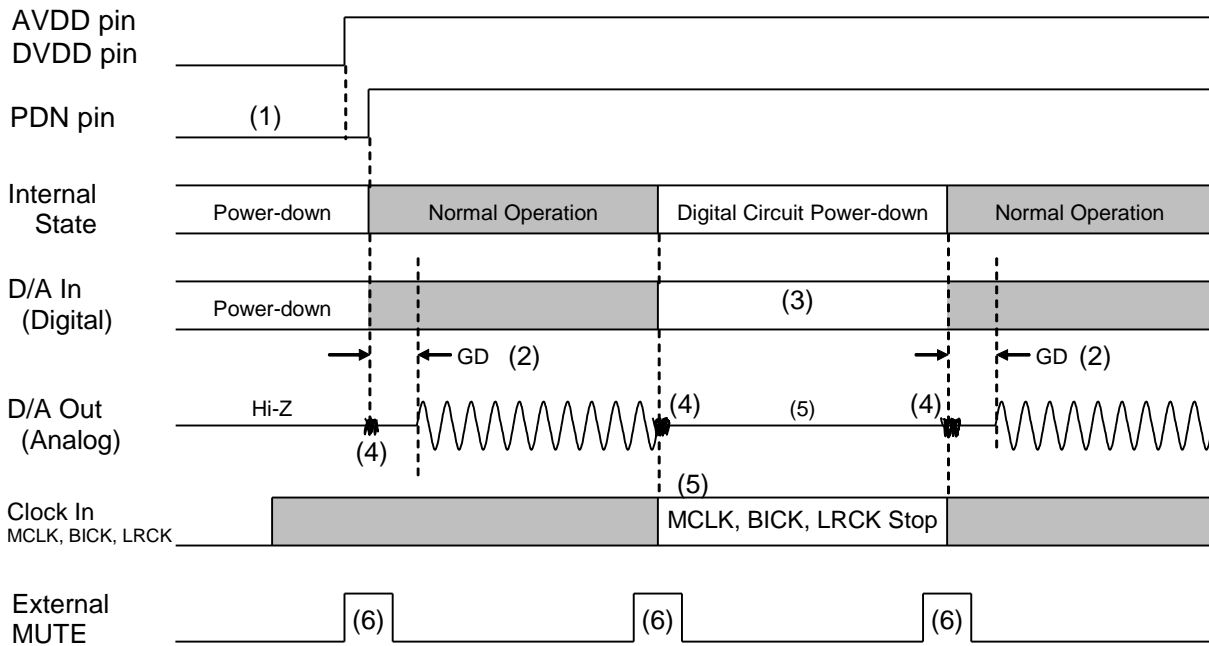 AVDD pin
DVDD pin
PDN pin
(1)
Internal
State
Power-down
Normal Operation
Digital Circuit Power-down
Normal Operation
D/A In
(Digital)
Power-down
(3)
GD (2)
GD (2)
D/A Out
(Analog)
Hi-Z
(4)
(4)
(5)
(4)
Clock In
MCLK, BICK, LRCK
(5)
MCLK, BICK, LRCK Stop
External
MUTE
(6)
(6)
(6)